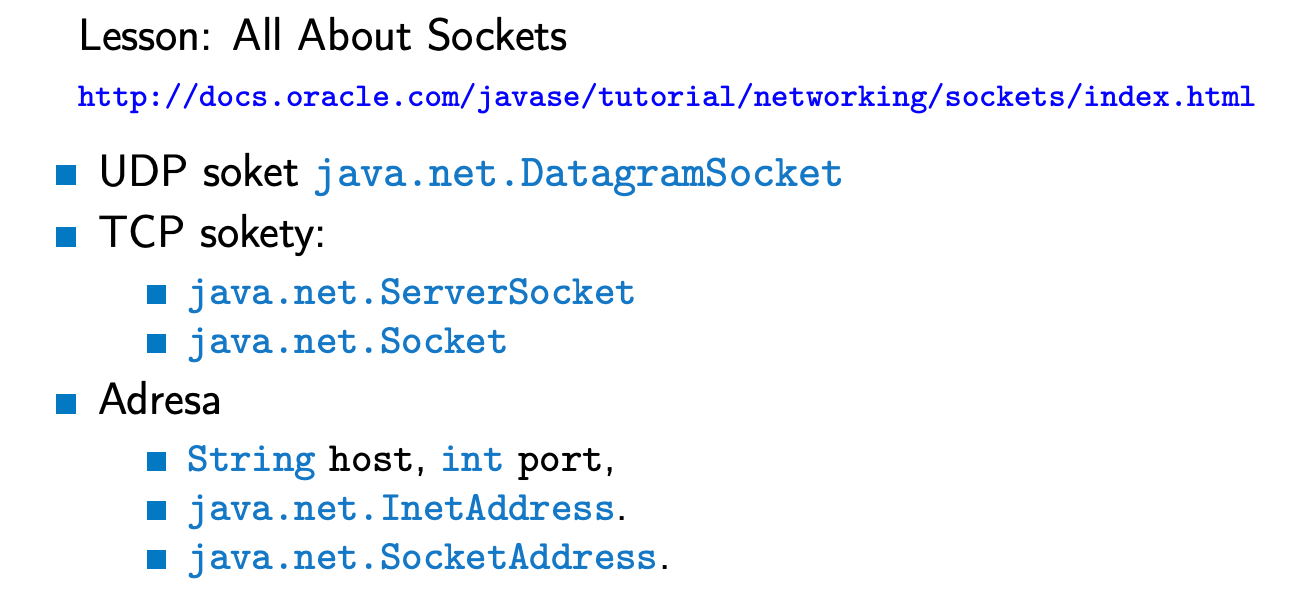 Lesson: All About Sockets
http://docs.oracle.com/javase/tutorial/networking/sockets/index.html
UDP soket java.net.DatagramSocket
TCP sokety:
java.net.ServerSocket
java.net.Socket
Adresa
String host, int port,
java.net.InetAddress.
java.net.SocketAddress.